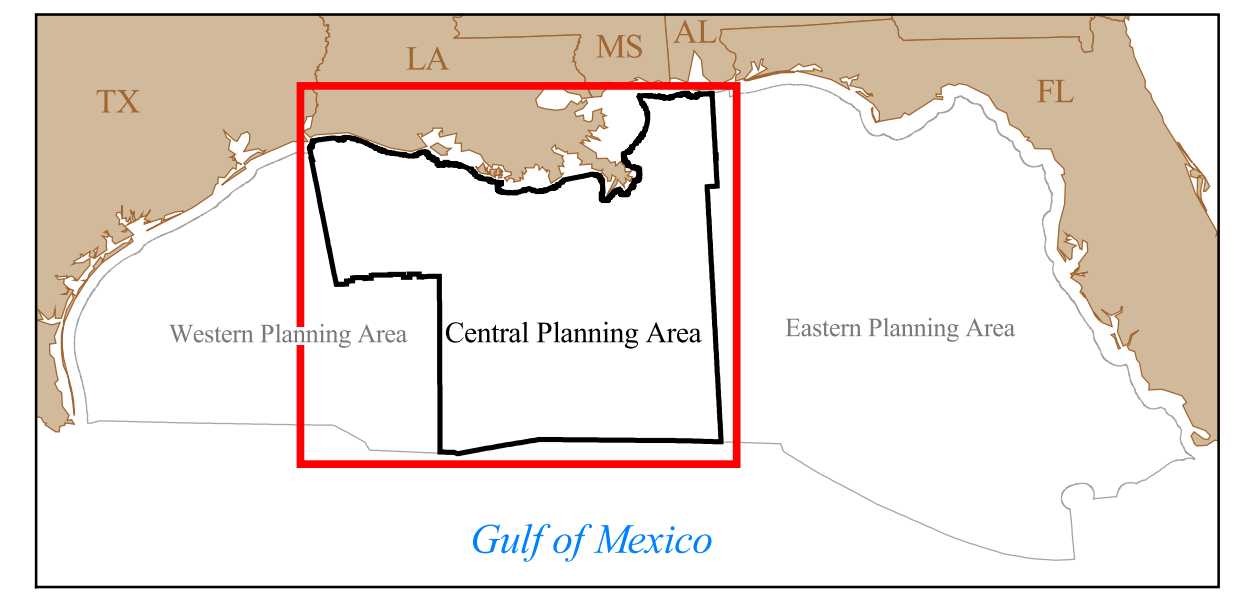 AL
MS
LA
TX
FL
Western Planning Area
Central Planning Area
Eastern Planning Area
Gulf of Mexico